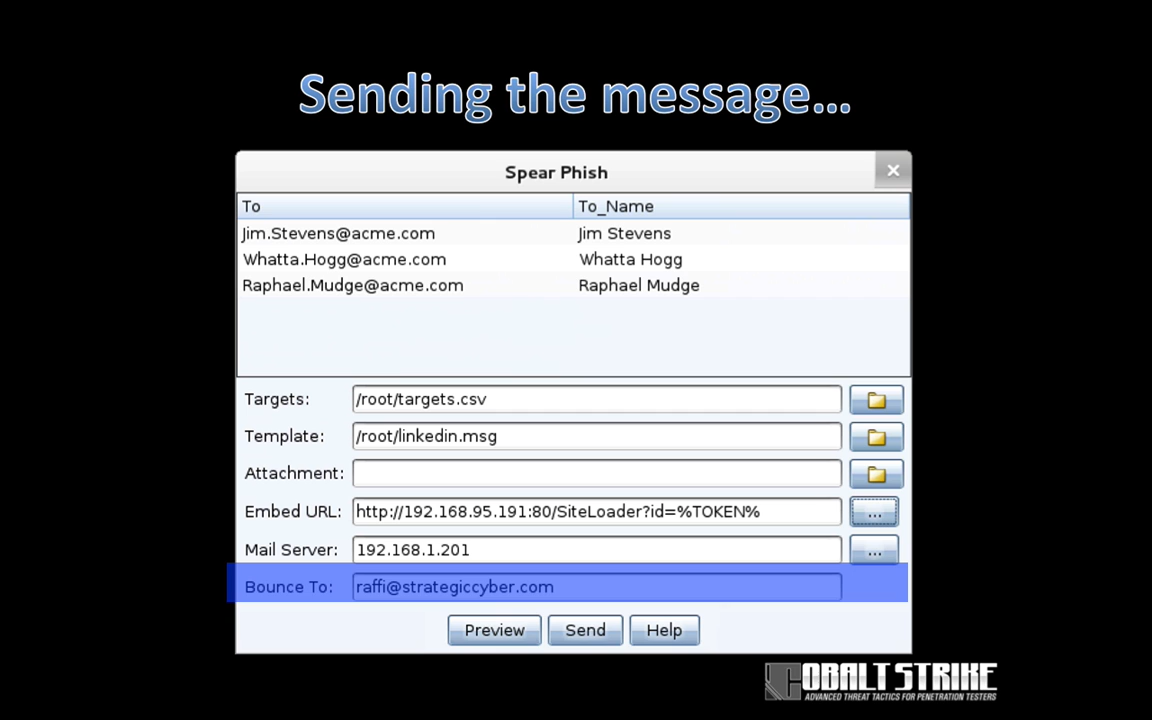 Sending the message...
Spear Phish
To To_Name
Jim.Stevens@acme.com Jim Stevens
Whatta.Hogg@acme.com Whatta Hogg
Raphael.Mudge@acme.com Raphael Mudge
Targets: /root/targets.csv
Template: /root/linkedin.msg
Attachment:
Embed URL: http://192.168.95.191:80/SiteLoader?id=%TOKEN% ...
Mail Server: 192.168.1.201 ...
Bounce To: raffi@strategiccyber.com
Preview Send Help
COBALT STRIKE
ADVANCED THREAT TACTICS FOR PENETRATION TESTERS